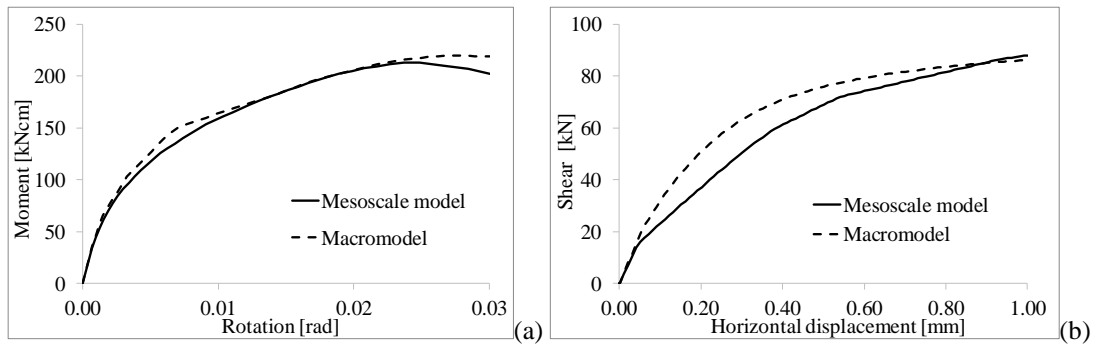 250
200
150
100
50
0
Moment [kNcm]
Mesoscale model
Macromodel
0.00 0.01 0.02 0.03
Rotation [rad]
(a)
100
80
60
40
20
0
Shear [kN]
Mesoscale model
Macromodel
0.00 0.20 0.40 0.60 0.80 1.00
Horizontal displacement [mm]
(b)